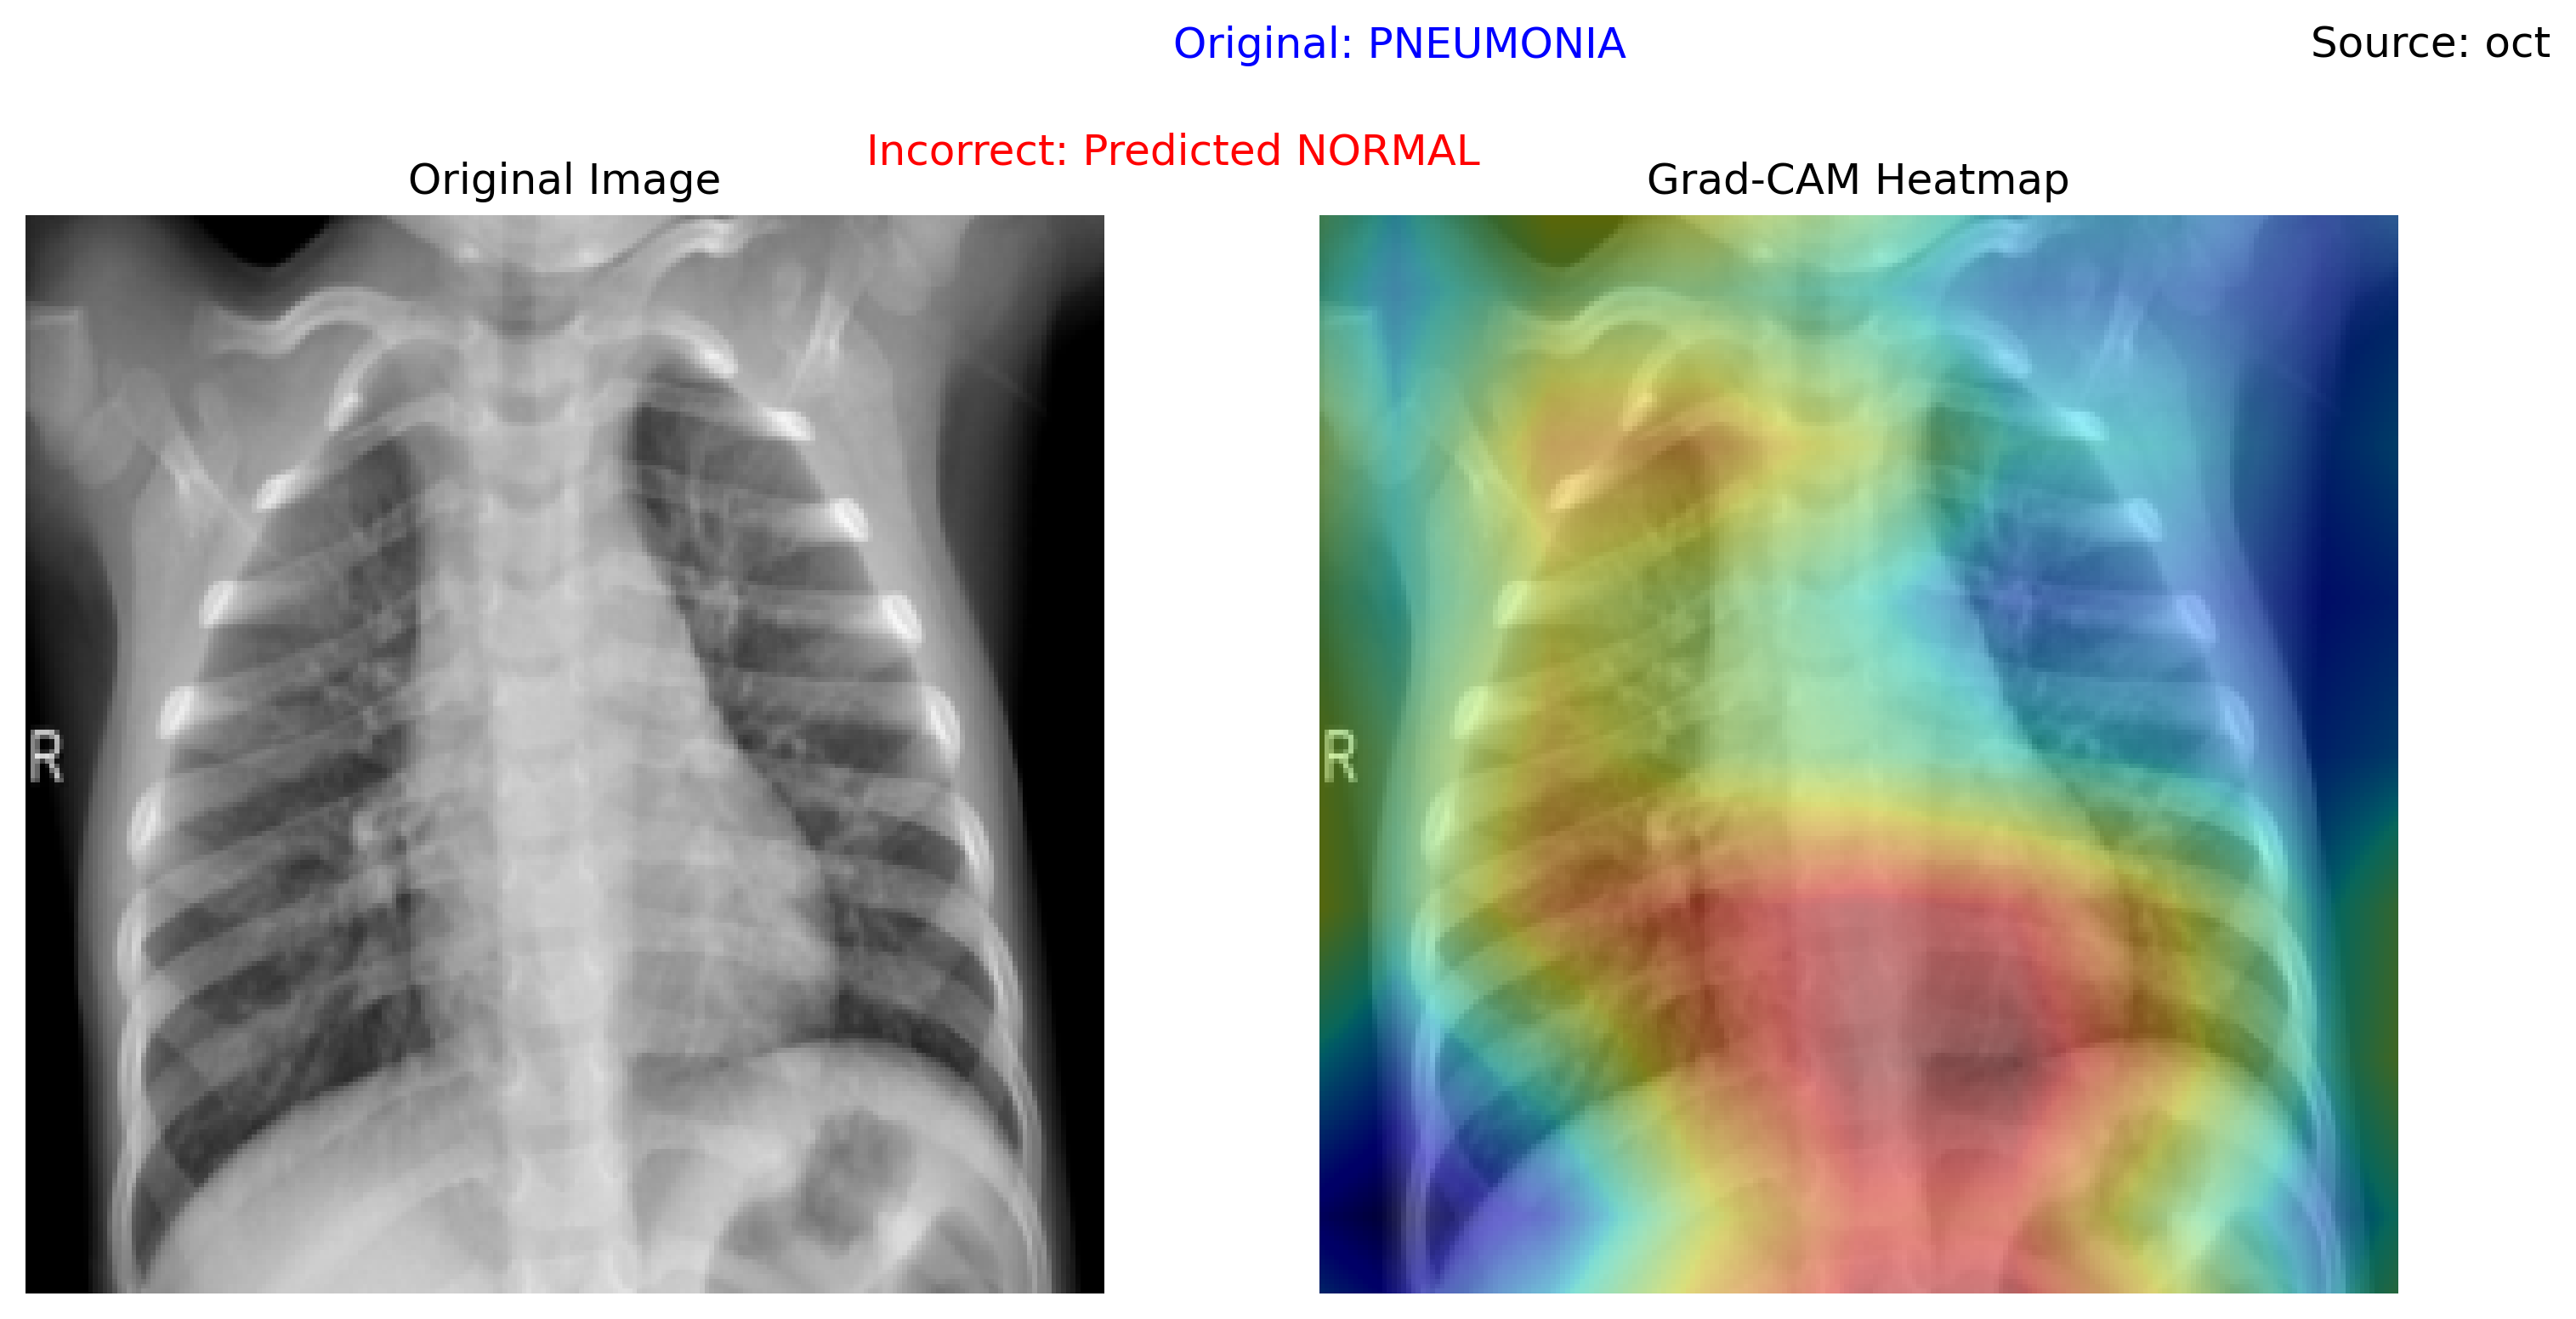 Original: PNEUMONIA
Source: oct
Incorrect: Predicted NORMAL
Original Image
Grad-CAM Heatmap
R
R